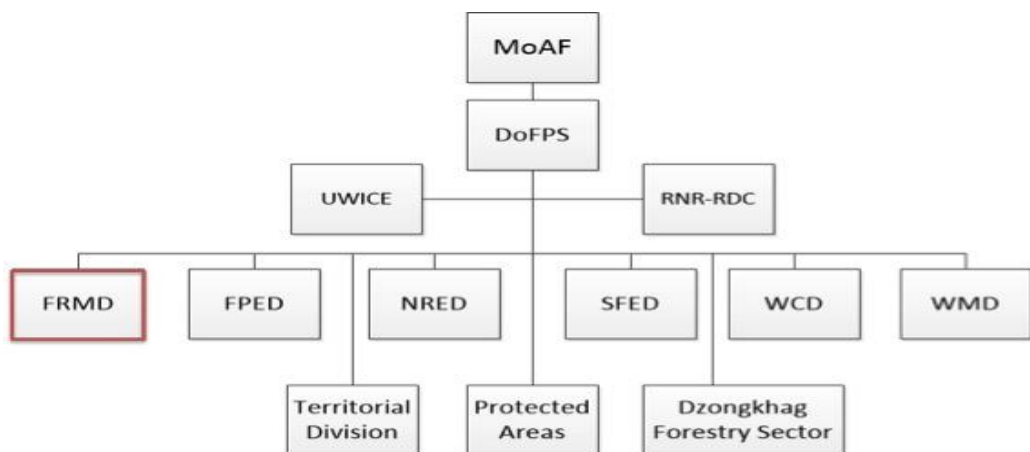 MoAF
DoFPS
UWICE
RNR-RDC
FRMD
FPED
NRED
SFED
WCD
WMD
Territorial
Division
Protected
Areas
Dzongkhag
Forestry Sector